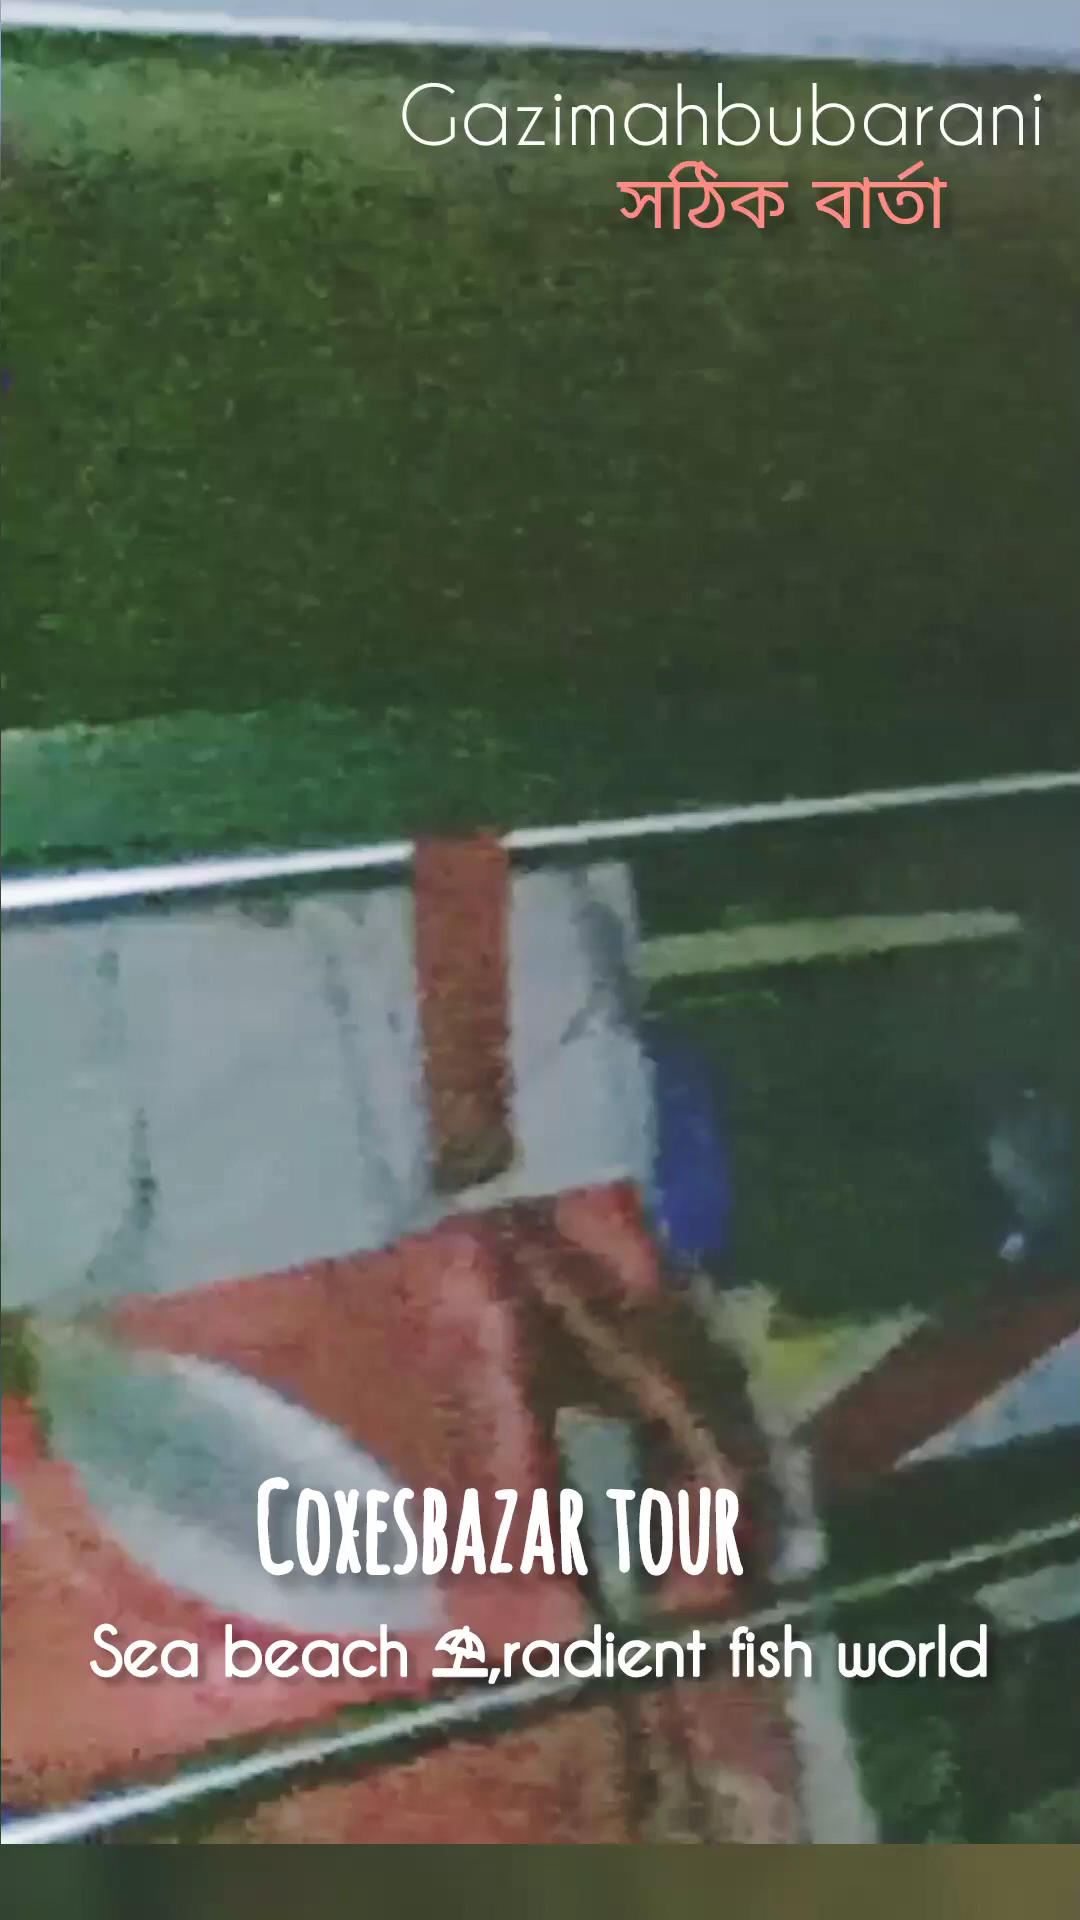 Gazimahbubarani
সঠিক বার্তা
Coxesbazar tour
Sea beach ⛱,radient fish world